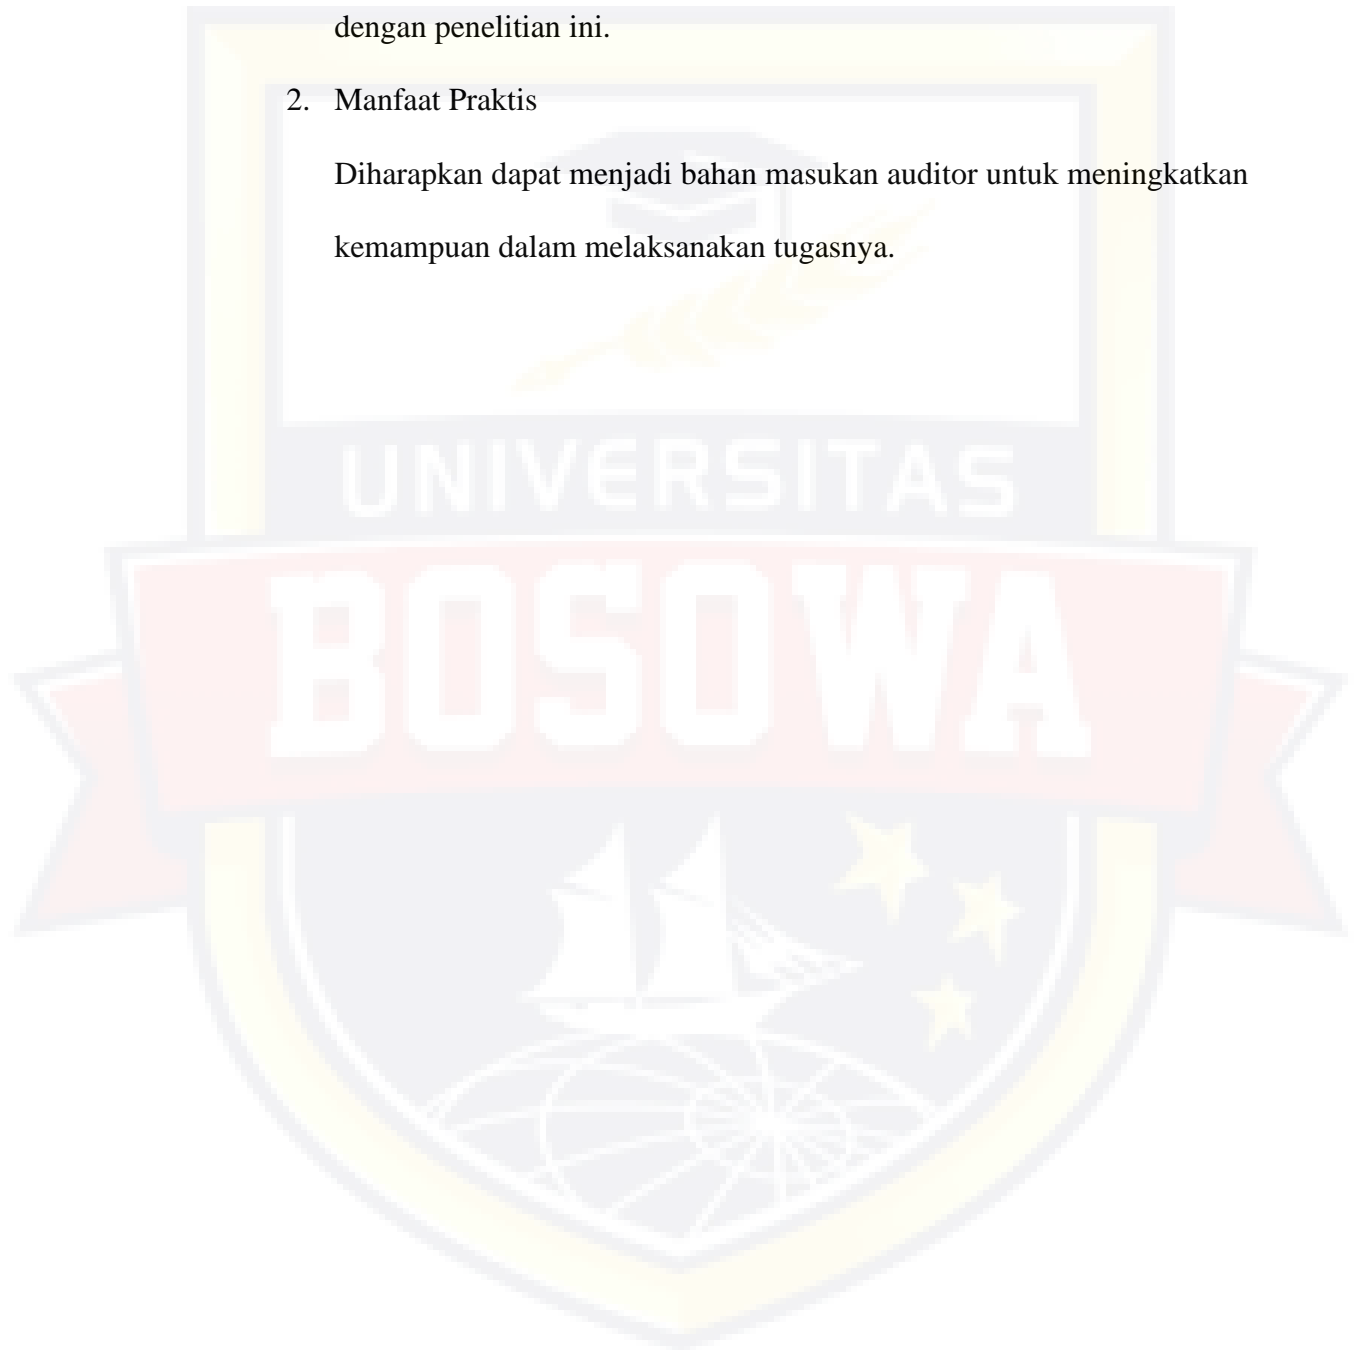 dengan penelitian ini.
2. Manfaat Praktis
Diharapkan dapat menjadi bahan masukan auditor untuk meningkatkan
kemampuan dalam melaksanakan tugasnya.
UNIVERSITAS
BOSOWA